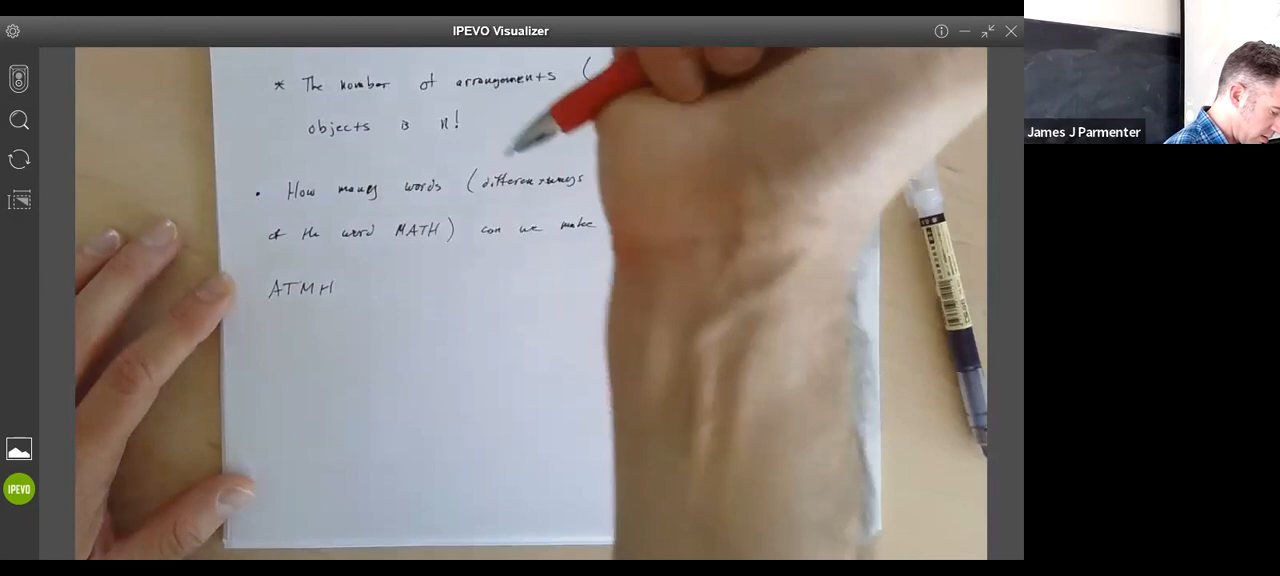 IPEVO Visualizer
* The number of arrangements (
objects is n!
James J Parmenter
• How many words (different
of the word MATH) can we make
ATMH
IPEVO